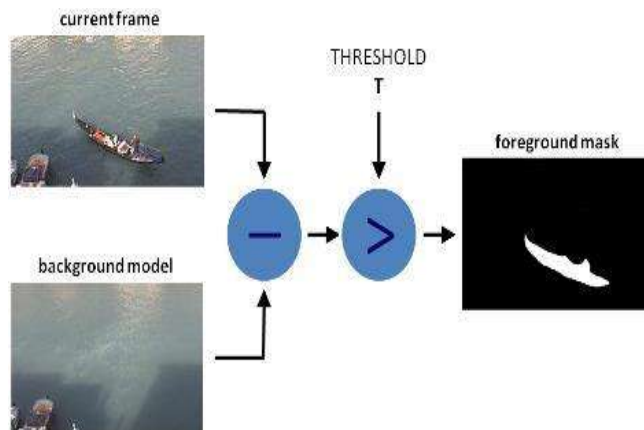 current frame
THRESHOLD
T
foreground mask
−
>
background model